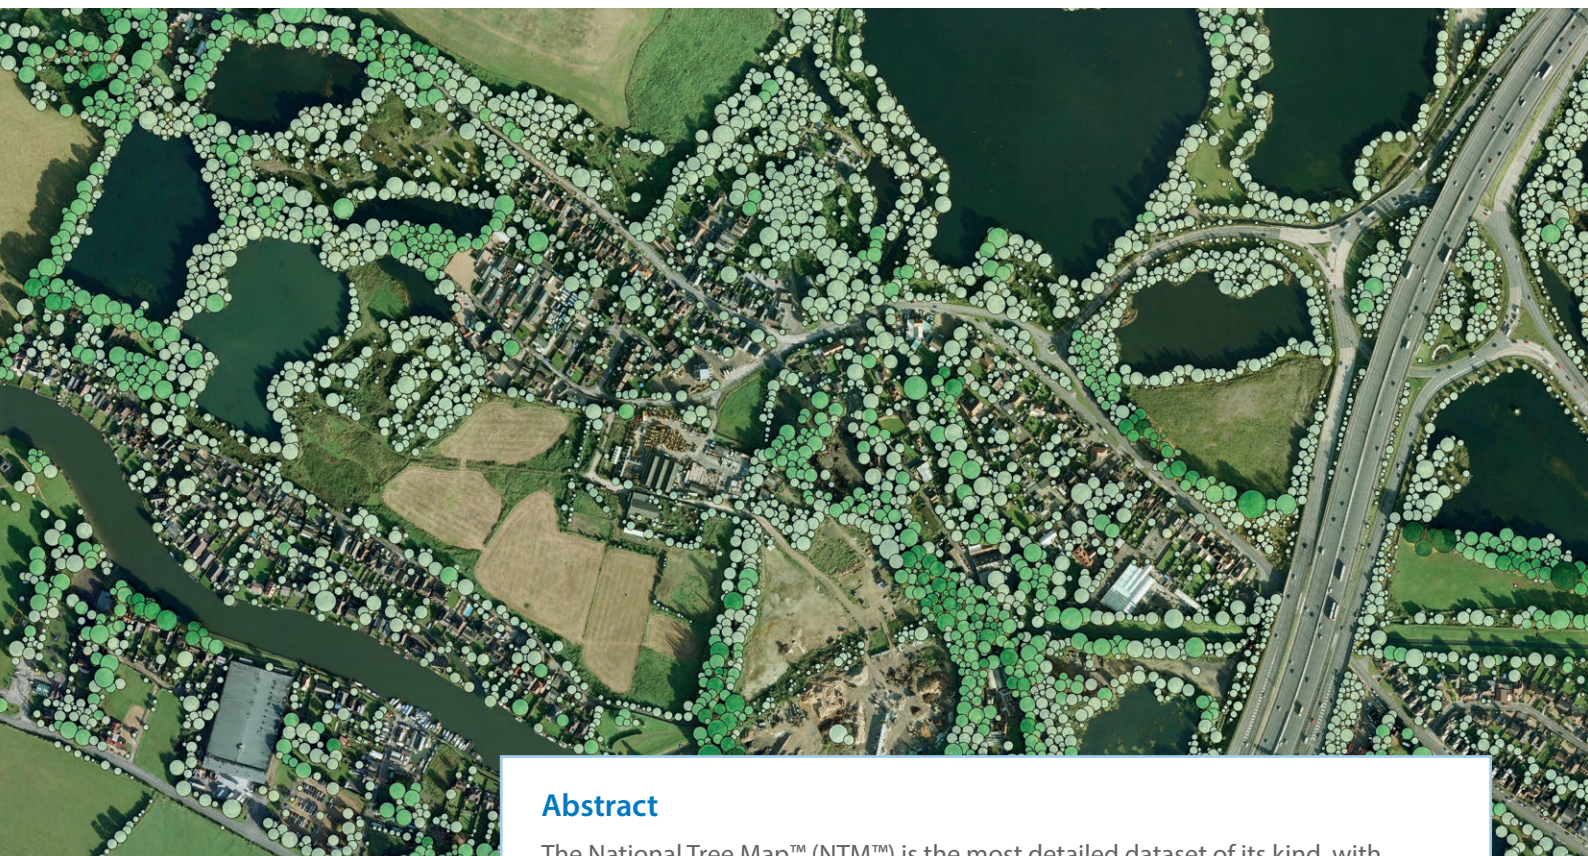 Abstract
The National Tree Map™ (NTM™) is the most detailed dataset of its kind, with